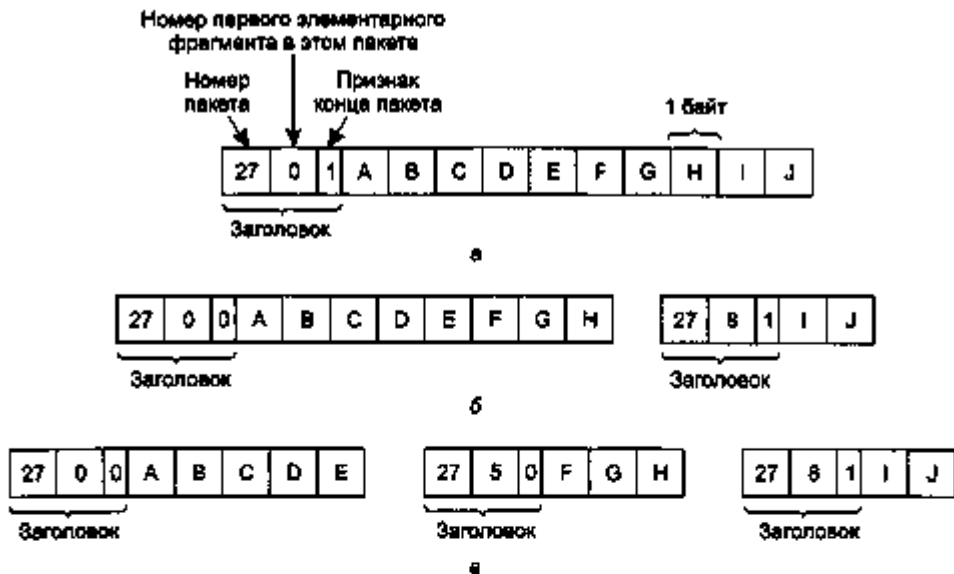 Номер первого элементарного
фрагмента в этом пакете
Номер
пакета
Признак
конца пакета
1 байт
27 0 1 A B C D E F G H I J
Заголовок
а
27 0 0 A B C D E F G H
27 8 1 I J
Заголовок
Заголовок
б
27 0 0 A B C D E
27 5 0 F G H
27 8 1 I J
Заголовок
Заголовок
Заголовок
в